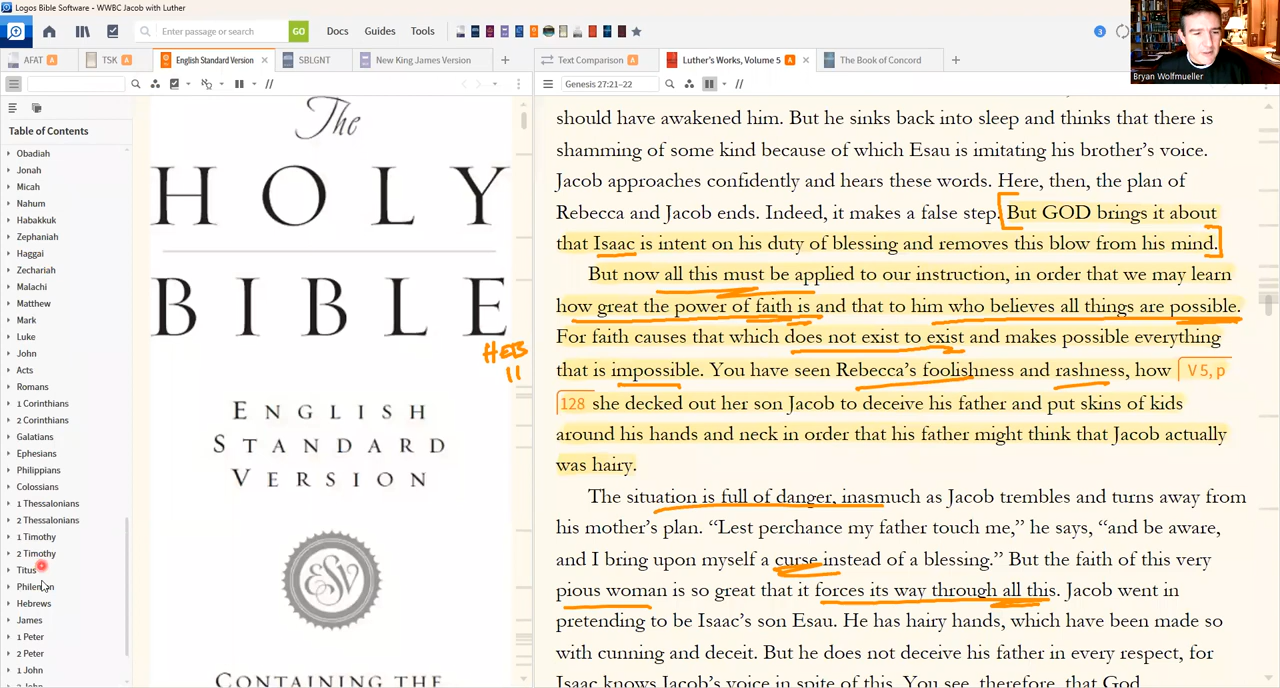 Logos Bible Software - WWBC Jacob with Luther
Enter passage or search
GO
Docs Guides Tools
3
Bryan Wolfmueller
AFAT A
TSK A
English Standard Version ×
SBLGNT
New King James Version
+
Text Comparison A
Luther's Works, Volume 5 A ×
The Book of Concord
+
Genesis 27:21–22
Table of Contents
Obadiah
Jonah
Micah
Nahum
Habakkuk
Zephaniah
Haggai
Zechariah
Malachi
Matthew
Mark
Luke
John
Acts
Romans
1 Corinthians
2 Corinthians
Galatians
Ephesians
Philippians
Colossians
1 Thessalonians
2 Thessalonians
1 Timothy
2 Timothy
Titus
Philemon
Hebrews
James
1 Peter
2 Peter
1 John
2 John
The
HOLY
BIBLE
HEB
11
ENGLISH
STANDARD
VERSION
ESV
CONTAINING THE
should have awakened him. But he sinks back into sleep and thinks that there is
shamming of some kind because of which Esau is imitating his brother's voice.
Jacob approaches confidently and hears these words. Here, then, the plan of
Rebecca and Jacob ends. Indeed, it makes a false step. But GOD brings it about
that Isaac is intent on his duty of blessing and removes this blow from his mind.
But now all this must be applied to our instruction, in order that we may learn
how great the power of faith is and that to him who believes all things are possible.
For faith causes that which does not exist to exist and makes possible everything
that is impossible. You have seen Rebecca's foolishness and rashness, how V 5, p
128 she decked out her son Jacob to deceive his father and put skins of kids
around his hands and neck in order that his father might think that Jacob actually
was hairy.
The situation is full of danger, inasmuch as Jacob trembles and turns away from
his mother's plan. “Lest perchance my father touch me,” he says, “and be aware,
and I bring upon myself a curse instead of a blessing.” But the faith of this very
pious woman is so great that it forces its way through all this. Jacob went in
pretending to be Isaac's son Esau. He has hairy hands, which have been made so
with cunning and deceit. But he does not deceive his father in every respect, for
Isaac knows Jacob's voice in spite of this. You see, therefore, that God